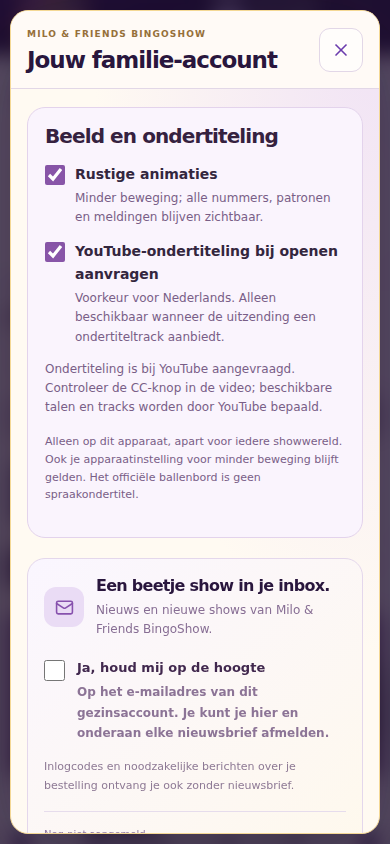 MILO & FRIENDS BINGOSHOW
Jouw familie-account
Beeld en ondertiteling
Rustige animaties
Minder beweging; alle nummers, patronen
en meldingen blijven zichtbaar.
YouTube-ondertiteling bij openen
aanvragen
Voorkeur voor Nederlands. Alleen
beschikbaar wanneer de uitzending een
ondertiteltrack aanbiedt.
Ondertiteling is bij YouTube aangevraagd.
Controleer de CC-knop in de video; beschikbare
talen en tracks worden door YouTube bepaald.
Alleen op dit apparaat, apart voor iedere showwereld.
Ook je apparaatinstelling voor minder beweging blijft
gelden. Het officiële ballenbord is geen
spraakondertitel.
Een beetje show in je inbox.
Nieuws en nieuwe shows van Milo &
Friends BingoShow.
Ja, houd mij op de hoogte
Op het e-mailadres van dit
gezinsaccount. Je kunt je hier en
onderaan elke nieuwsbrief afmelden.
Inlogcodes en noodzakelijke berichten over je
bestelling ontvang je ook zonder nieuwsbrief.